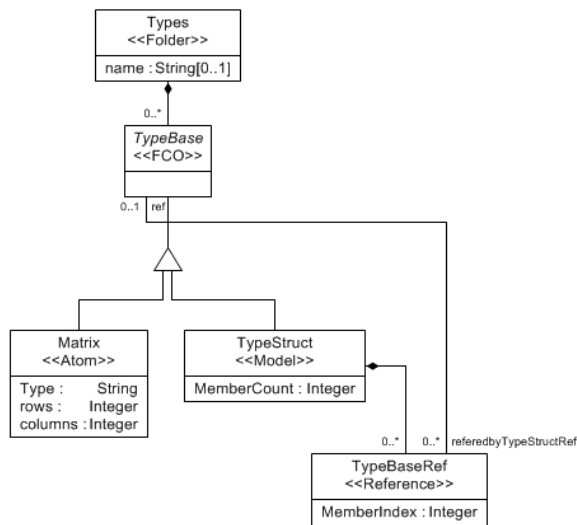 Types
<<Folder>>
name : String[0..1]
0..*
TypeBase
<<FCO>>
0..1 ref
Matrix
<<Atom>>
Type : String
rows : Integer
columns : Integer
TypeStruct
<<Model>>
MemberCount : Integer
0..* 0..* referedbyTypeStructRef
TypeBaseRef
<<Reference>>
MemberIndex : Integer